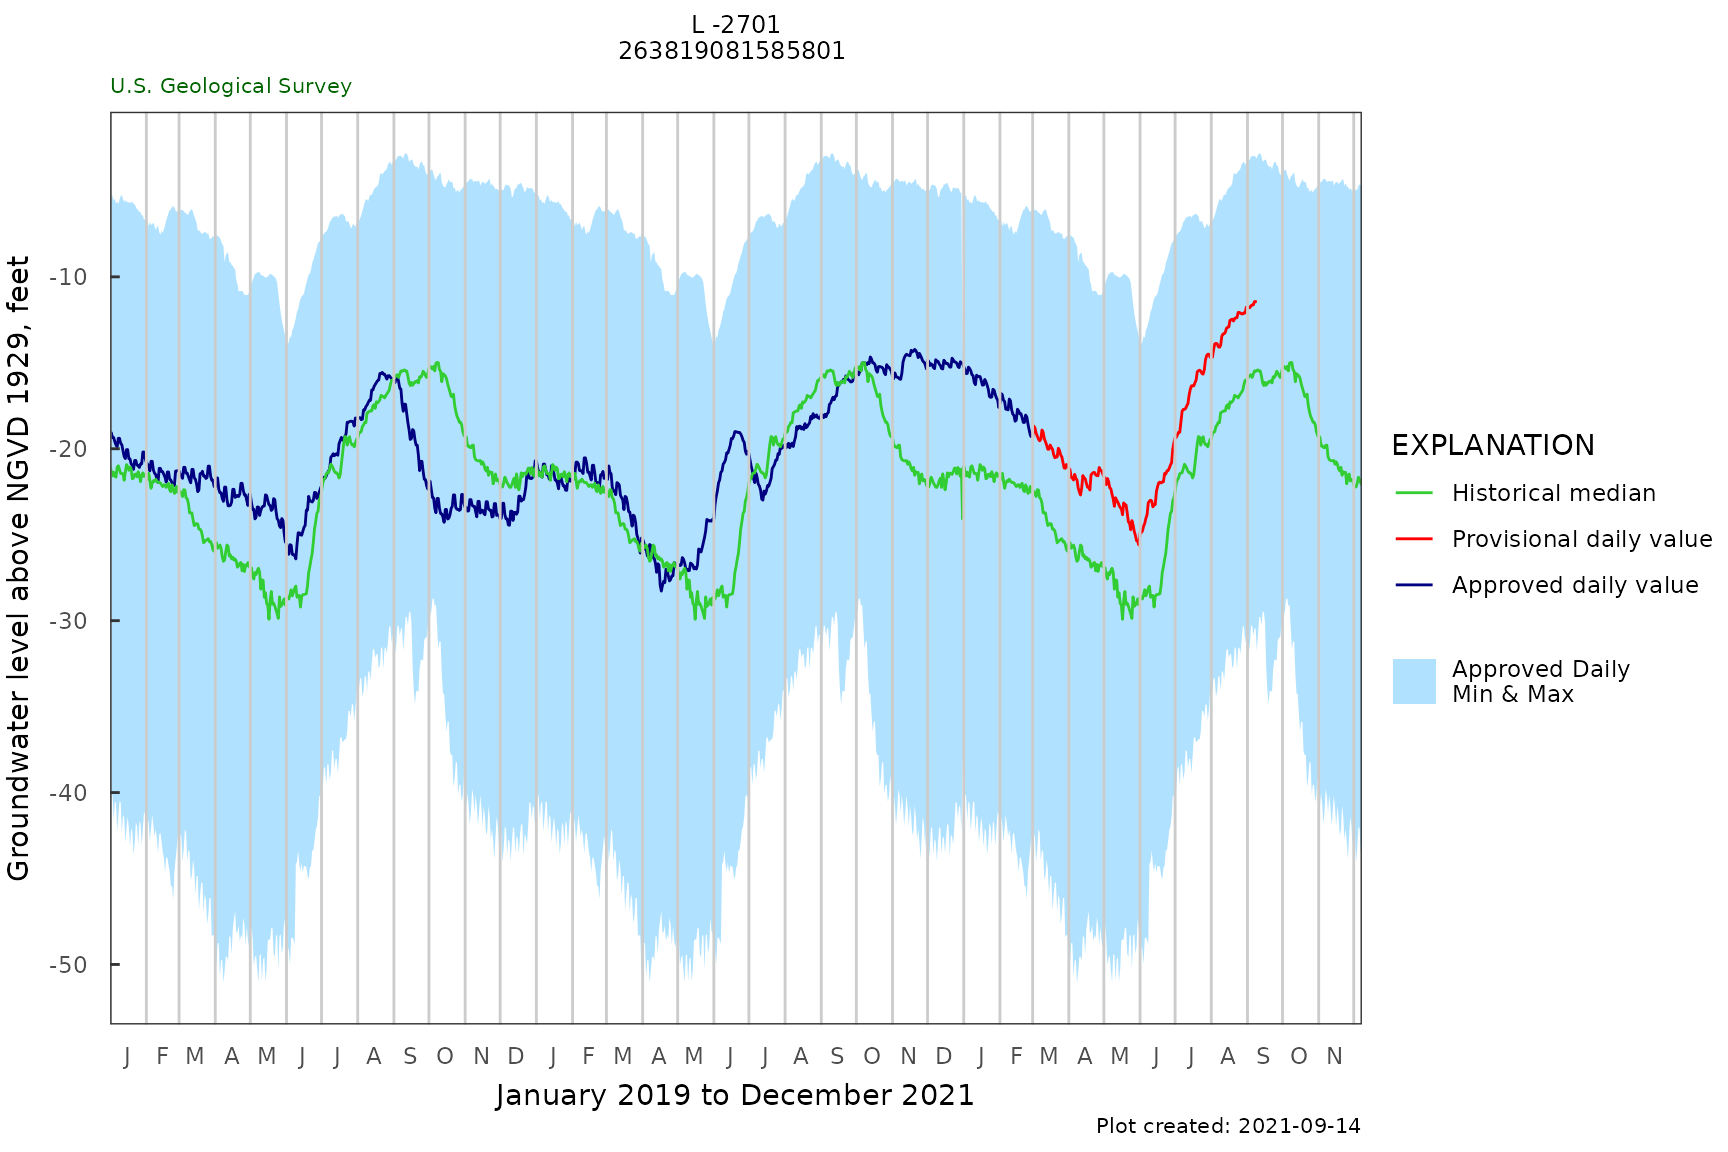 L -2701
263819081585801
U.S. Geological Survey
Groundwater level above NGVD 1929, feet
-10
-20
-30
-40
-50
J F M A M J J A S O N D J F M A M J J A S O N D J F M A M J J A S O N
January 2019 to December 2021
Plot created: 2021-09-14
EXPLANATION
Historical median
Provisional daily value
Approved daily value
Approved Daily
Min & Max